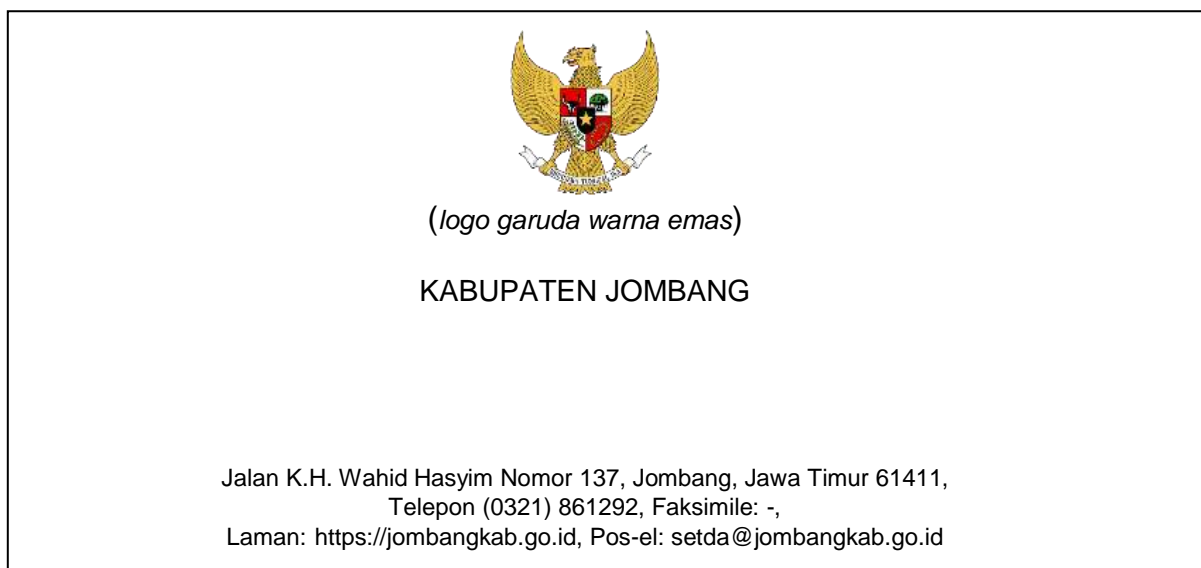 (logo garuda warna emas)
KABUPATEN JOMBANG
Jalan K.H. Wahid Hasyim Nomor 137, Jombang, Jawa Timur 61411,
Telepon (0321) 861292, Faksimile: -,
Laman: https://jombangkab.go.id, Pos-el: setda@jombangkab.go.id